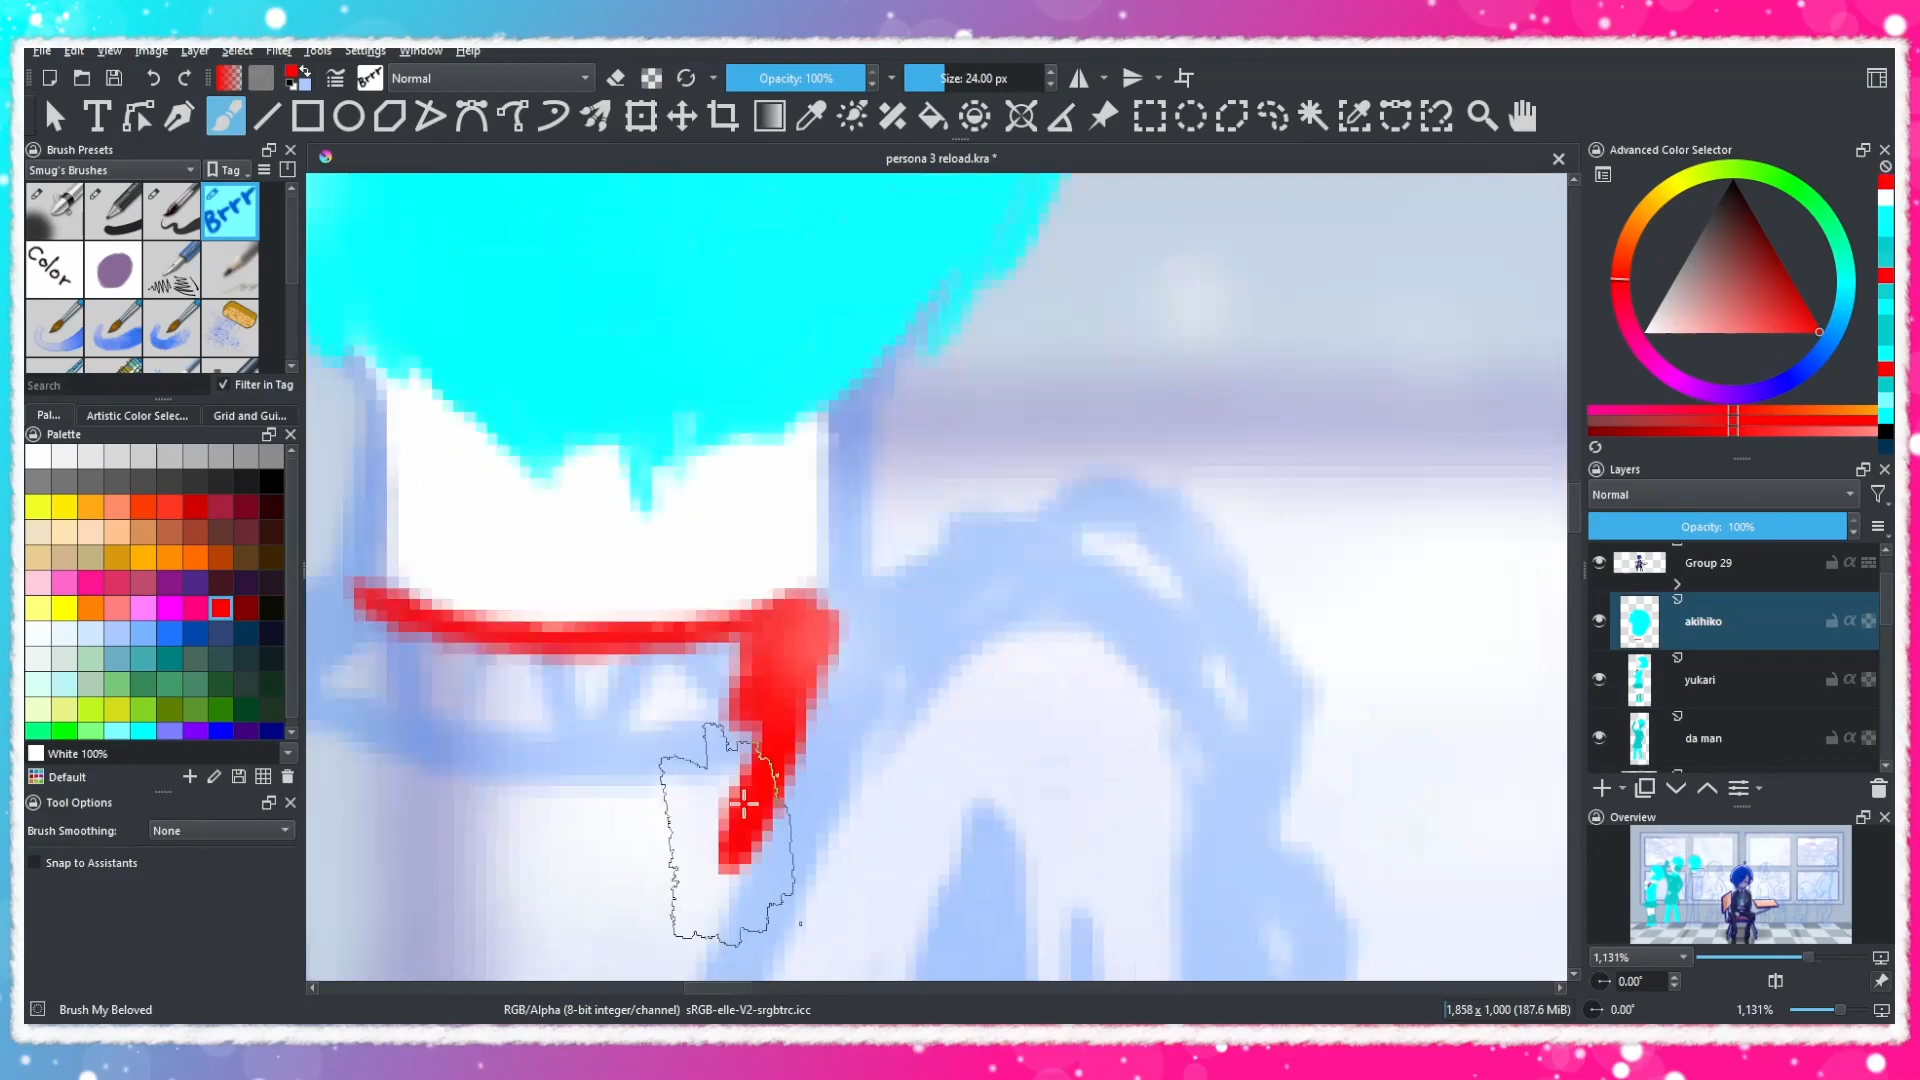 File Edit View Image Layer Select Filter Tools Settings Window Help
Brrr Normal Opacity: 100% Size: 24.00 px
Brush Presets
persona 3 reload.kra *
Advanced Color Selector
Smug's Brushes Tag
Brrr
Color
Search Filter in Tag
Pal... Artistic Color Selec... Grid and Gui...
Palette
Layers
Normal
Opacity: 100%
Group 29
akihiko
yukari
da man
White 100%
Default
Tool Options
Brush Smoothing: None
Snap to Assistants
Overview
1,131%
0.00°
Brush My Beloved
RGB/Alpha (8-bit integer/channel) sRGB-elle-V2-srgbtrc.icc
1,858 x 1,000 (187.6 MiB)
0.00°
1,131%